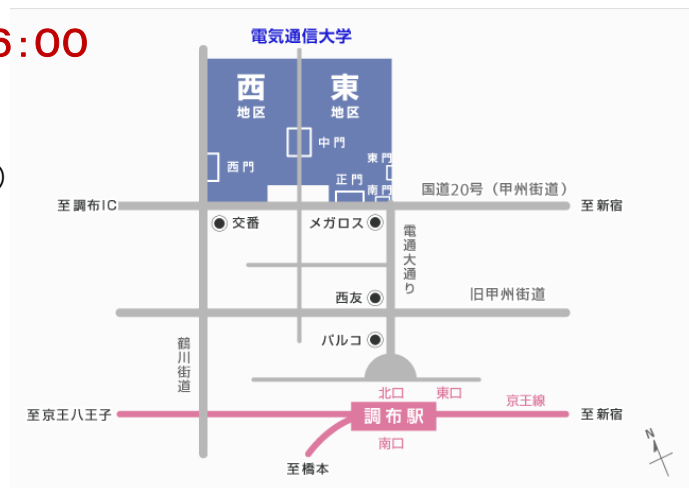 電気通信大学
6:00
西
地区
東
地区
中門
東門
西門
正門
南門
)
国道20号（甲州街道）
至調布IC
至新宿
交番
メガロス
電通大通り
西友
旧甲州街道
パルコ
鶴川街道
北口
東口
京王線
至京王八王子
調布駅
至新宿
南口
至橋本
N